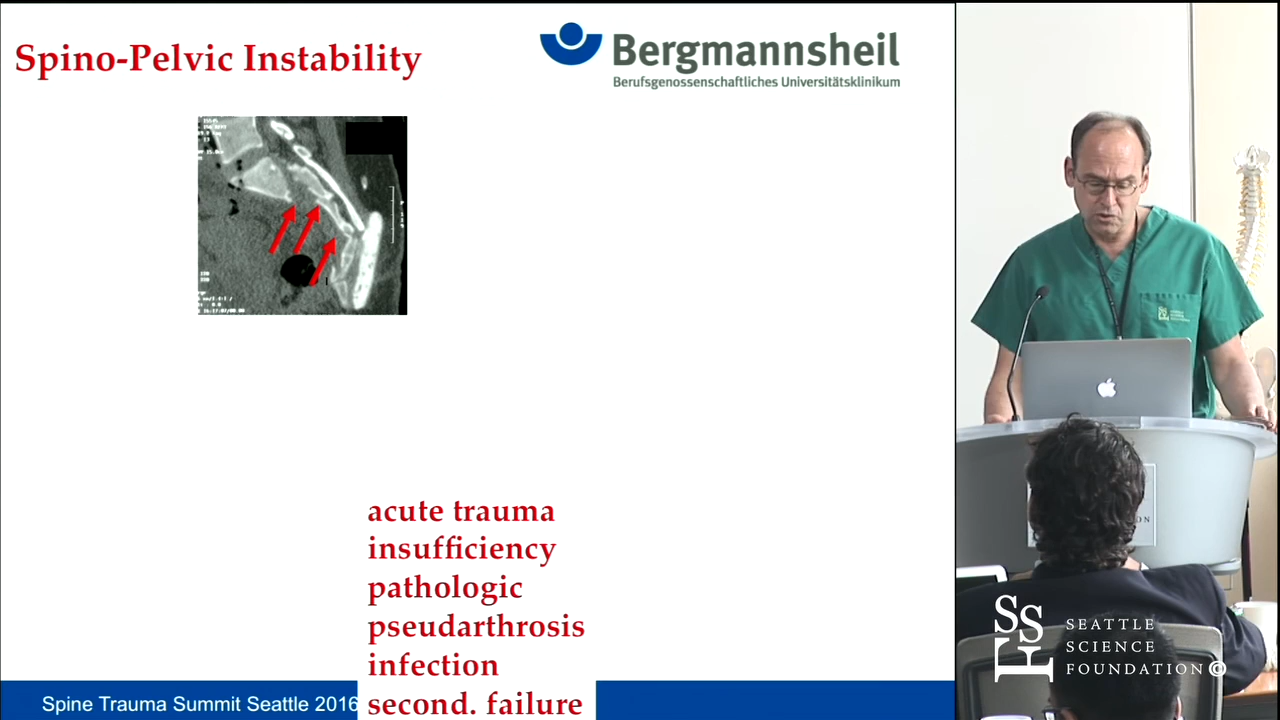 Spino-Pelvic Instability
Bergmannsheil
Berufsgenossenschaftliches Universitätsklinikum
acute trauma
insufficiency
pathologic
pseudarthrosis
infection
second. failure
Spine Trauma Summit Seattle 2016
SSF
SEATTLE
SCIENCE
FOUNDATION©